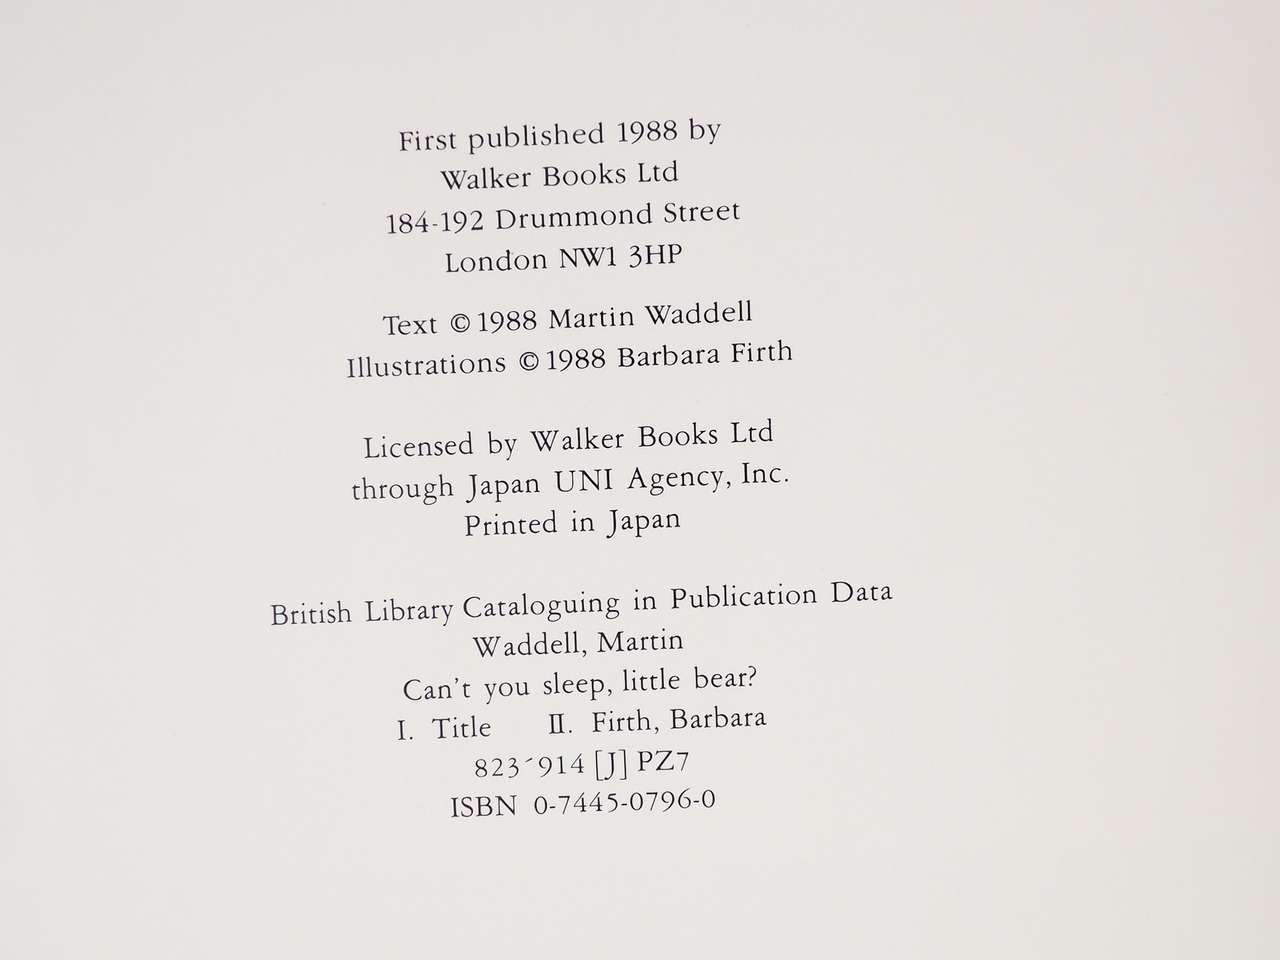 First published 1988 by
Walker Books Ltd
184-192 Drummond Street
London NW1 3HP
Text © 1988 Martin Waddell
Illustrations © 1988 Barbara Firth
Licensed by Walker Books Ltd
through Japan UNI Agency, Inc.
Printed in Japan
British Library Cataloguing in Publication Data
Waddell, Martin
Can't you sleep, little bear?
I. Title II. Firth, Barbara
823´914 [J] PZ7
ISBN 0-7445-0796-0